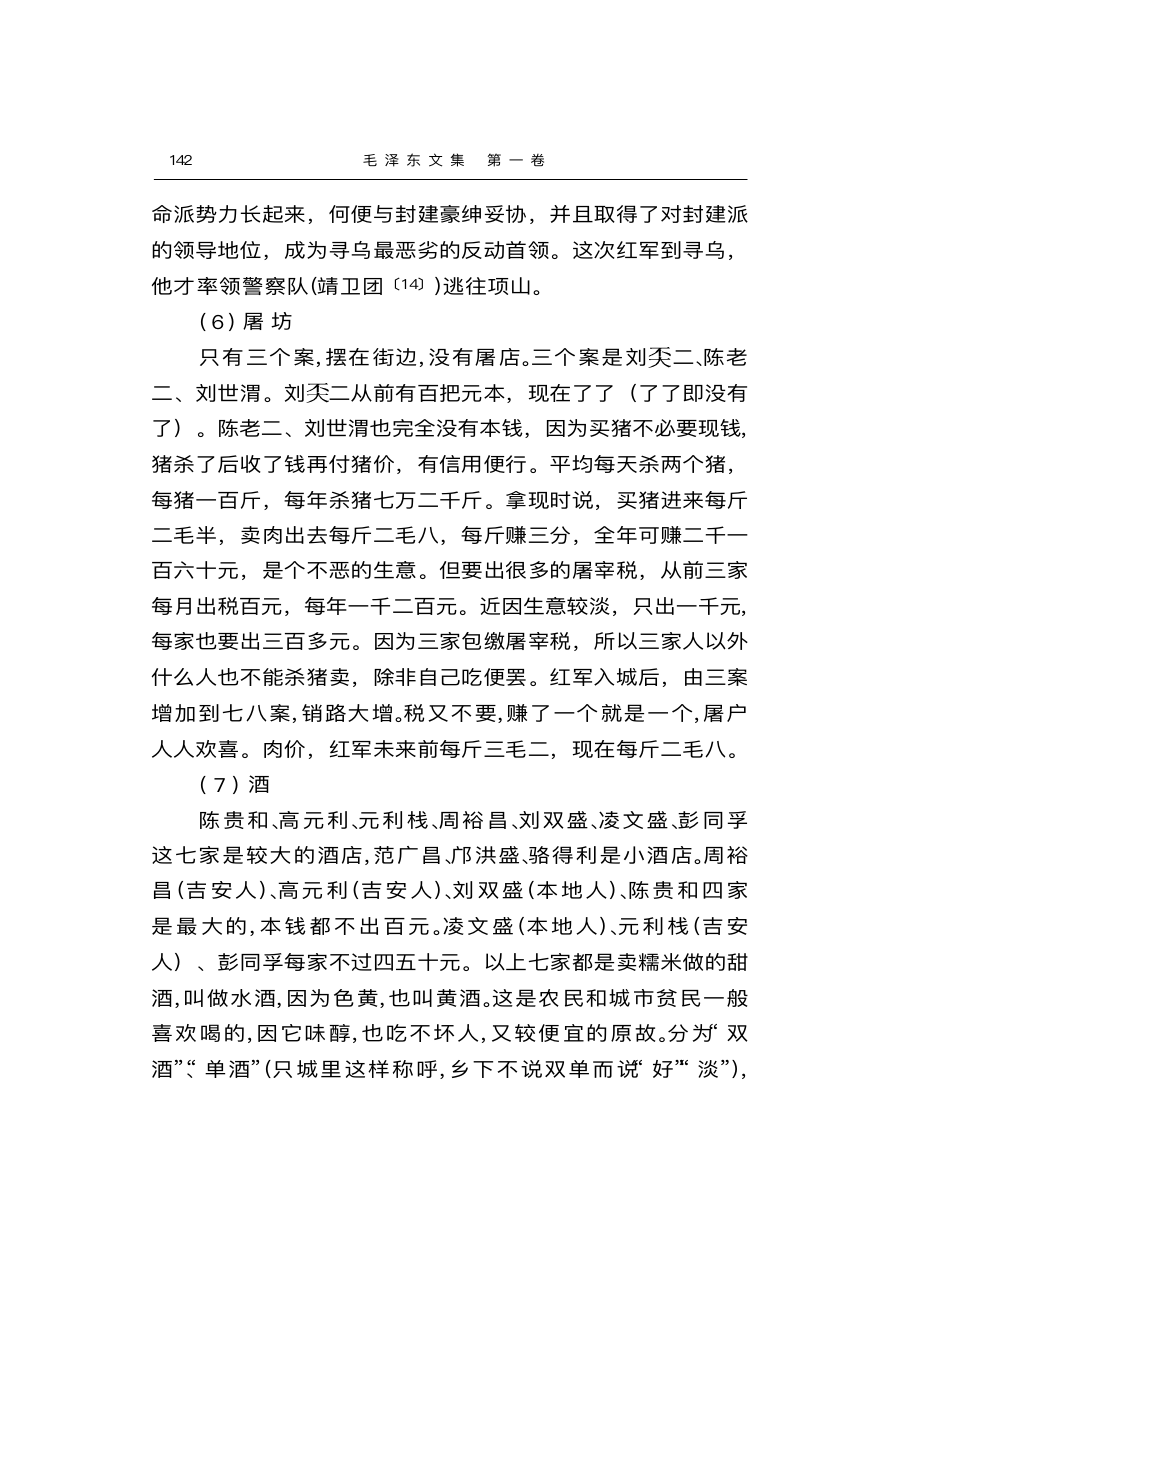 142 毛泽东文集 第一卷
命派势力长起来，何便与封建豪绅妥协，并且取得了对封建派
的领导地位，成为寻乌最恶劣的反动首领。这次红军到寻乌，
他才率领警察队(靖卫团〔14〕)逃往项山。
(6)屠坊
只有三个案,摆在街边,没有屠店。三个案是刘奀二、陈老
二、刘世渭。刘奀二从前有百把元本，现在了了（了了即没有
了）。陈老二、刘世渭也完全没有本钱，因为买猪不必要现钱,
猪杀了后收了钱再付猪价，有信用便行。平均每天杀两个猪，
每猪一百斤，每年杀猪七万二千斤。拿现时说，买猪进来每斤
二毛半，卖肉出去每斤二毛八，每斤赚三分，全年可赚二千一
百六十元，是个不恶的生意。但要出很多的屠宰税，从前三家
每月出税百元，每年一千二百元。近因生意较淡，只出一千元,
每家也要出三百多元。因为三家包缴屠宰税，所以三家人以外
什么人也不能杀猪卖，除非自己吃便罢。红军入城后，由三案
增加到七八案,销路大增。税又不要,赚了一个就是一个,屠户
人人欢喜。肉价，红军未来前每斤三毛二，现在每斤二毛八。
(7)酒
陈贵和、高元利、元利栈、周裕昌、刘双盛、凌文盛、彭同孚
这七家是较大的酒店,范广昌、邝洪盛、骆得利是小酒店。周裕
昌(吉安人)、高元利(吉安人)、刘双盛(本地人)、陈贵和四家
是最大的,本钱都不出百元。凌文盛(本地人)、元利栈(吉安
人）、彭同孚每家不过四五十元。以上七家都是卖糯米做的甜
酒,叫做水酒,因为色黄,也叫黄酒。这是农民和城市贫民一般
喜欢喝的,因它味醇,也吃不坏人,又较便宜的原故。分为“双
酒”、“单酒”(只城里这样称呼,乡下不说双单而说“好”“淡”),